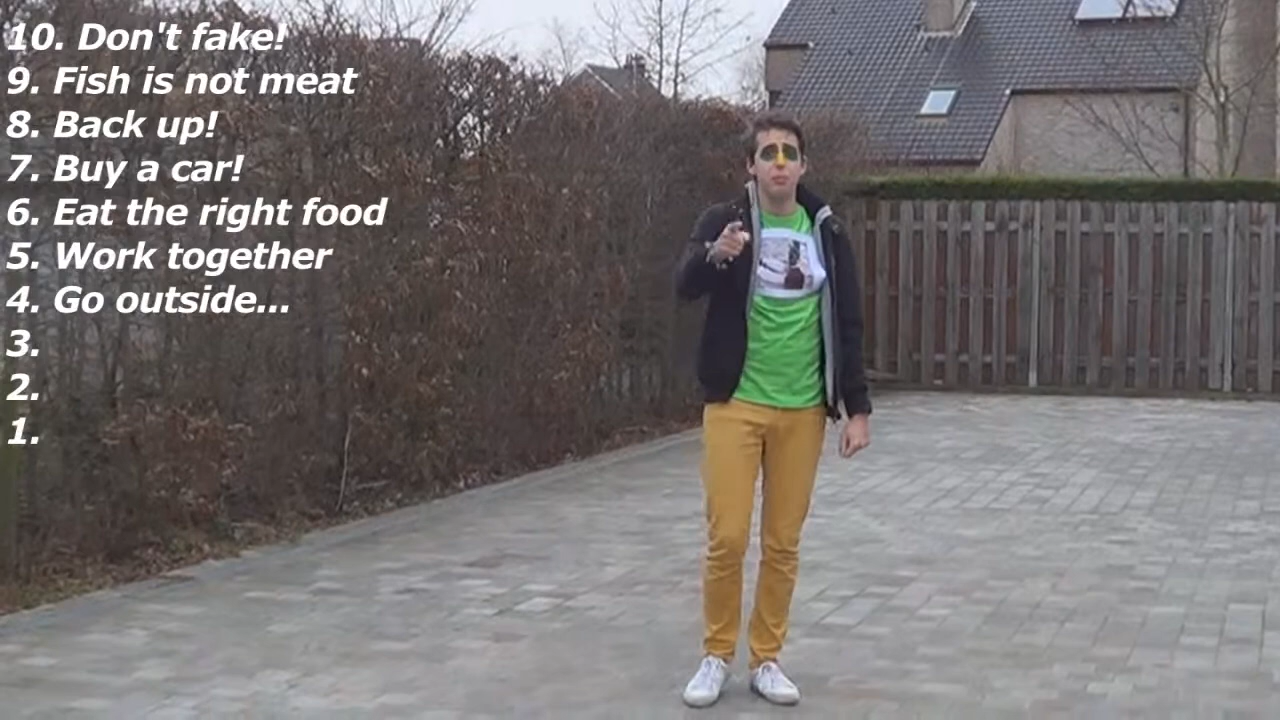 10. Don't fake!
9. Fish is not meat
8. Back up!
7. Buy a car!
6. Eat the right food
5. Work together
4. Go outside...
3.
2.
1.